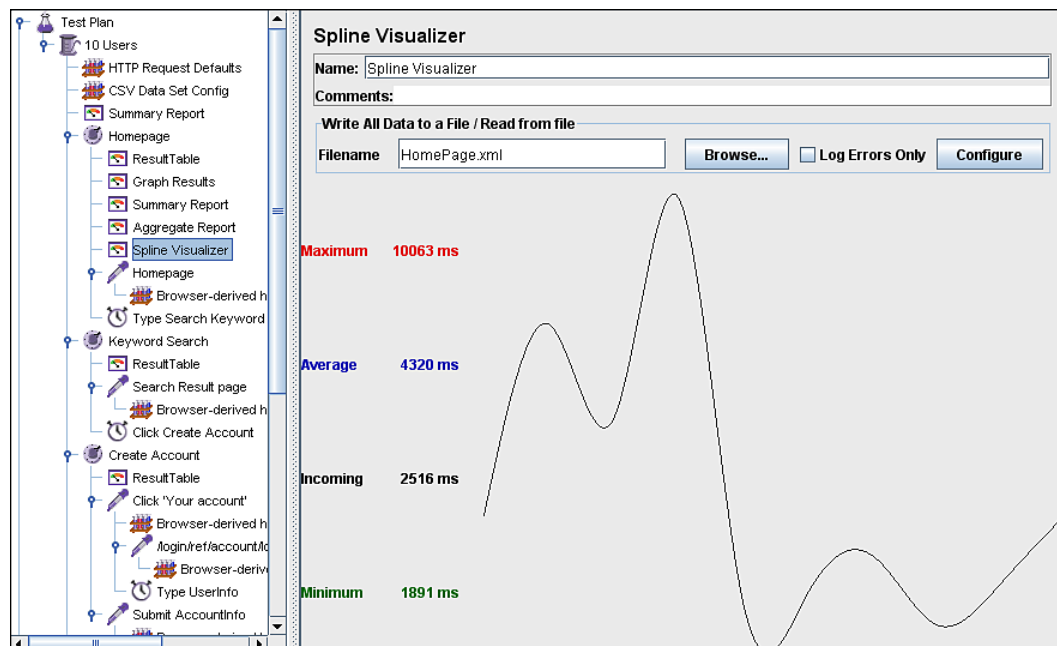 Test Plan
10 Users
HTTP Request Defaults
CSV Data Set Config
Summary Report
Homepage
ResultTable
Graph Results
Summary Report
Aggregate Report
Spline Visualizer
Homepage
Browser-derived h
Type Search Keyword
Keyword Search
ResultTable
Search Result page
Browser-derived h
Click Create Account
Create Account
ResultTable
Click 'Your account'
Browser-derived h
/login/ref/account/lo
Browser-derive
Type UserInfo
Submit AccountInfo
Spline Visualizer
Name: Spline Visualizer
Comments:
Write All Data to a File / Read from file
Filename HomePage.xml Browse... Log Errors Only Configure
Maximum 10063 ms
Average 4320 ms
Incoming 2516 ms
Minimum 1891 ms